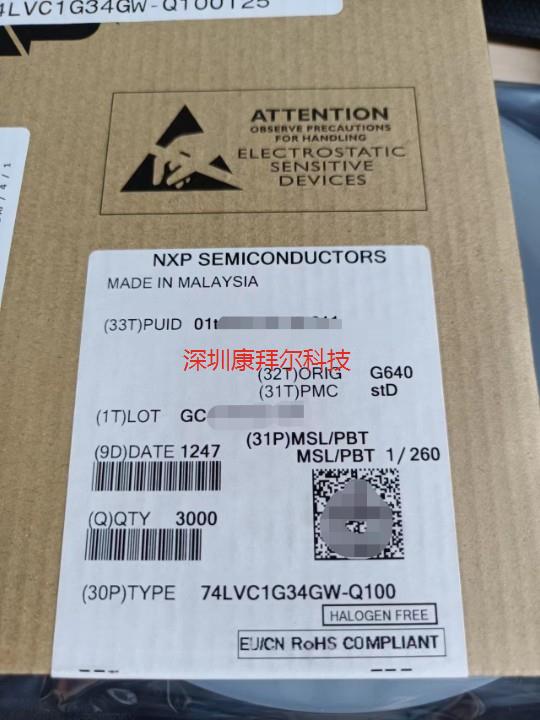 4LVC1G34GW-Q100125
ATTENTION
OBSERVE PRECAUTIONS
FOR HANDLING
ELECTROSTATIC
SENSITIVE
DEVICES
NXP SEMICONDUCTORS
MADE IN MALAYSIA
(33T)PUID 01t
深圳康拜尔科技
(32T)ORIG G640
(31T)PMC stD
(1T)LOT GC
(31P)MSL/PBT
(9D)DATE 1247
MSL/PBT 1/260
(Q)QTY 3000
(30P)TYPE 74LVC1G34GW-Q100
HALOGEN FREE
EU/CN RoHS COMPLIANT